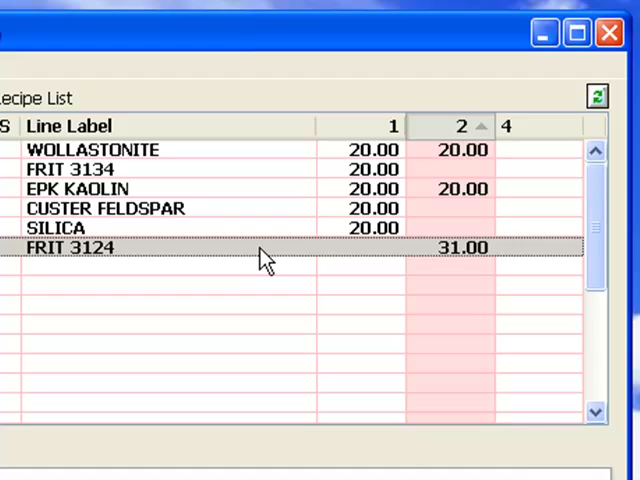 ecipe List
S Line Label 1 2 4
WOLLASTONITE 20.00 20.00
FRIT 3134 20.00
EPK KAOLIN 20.00 20.00
CUSTER FELDSPAR 20.00
SILICA 20.00
FRIT 3124 31.00